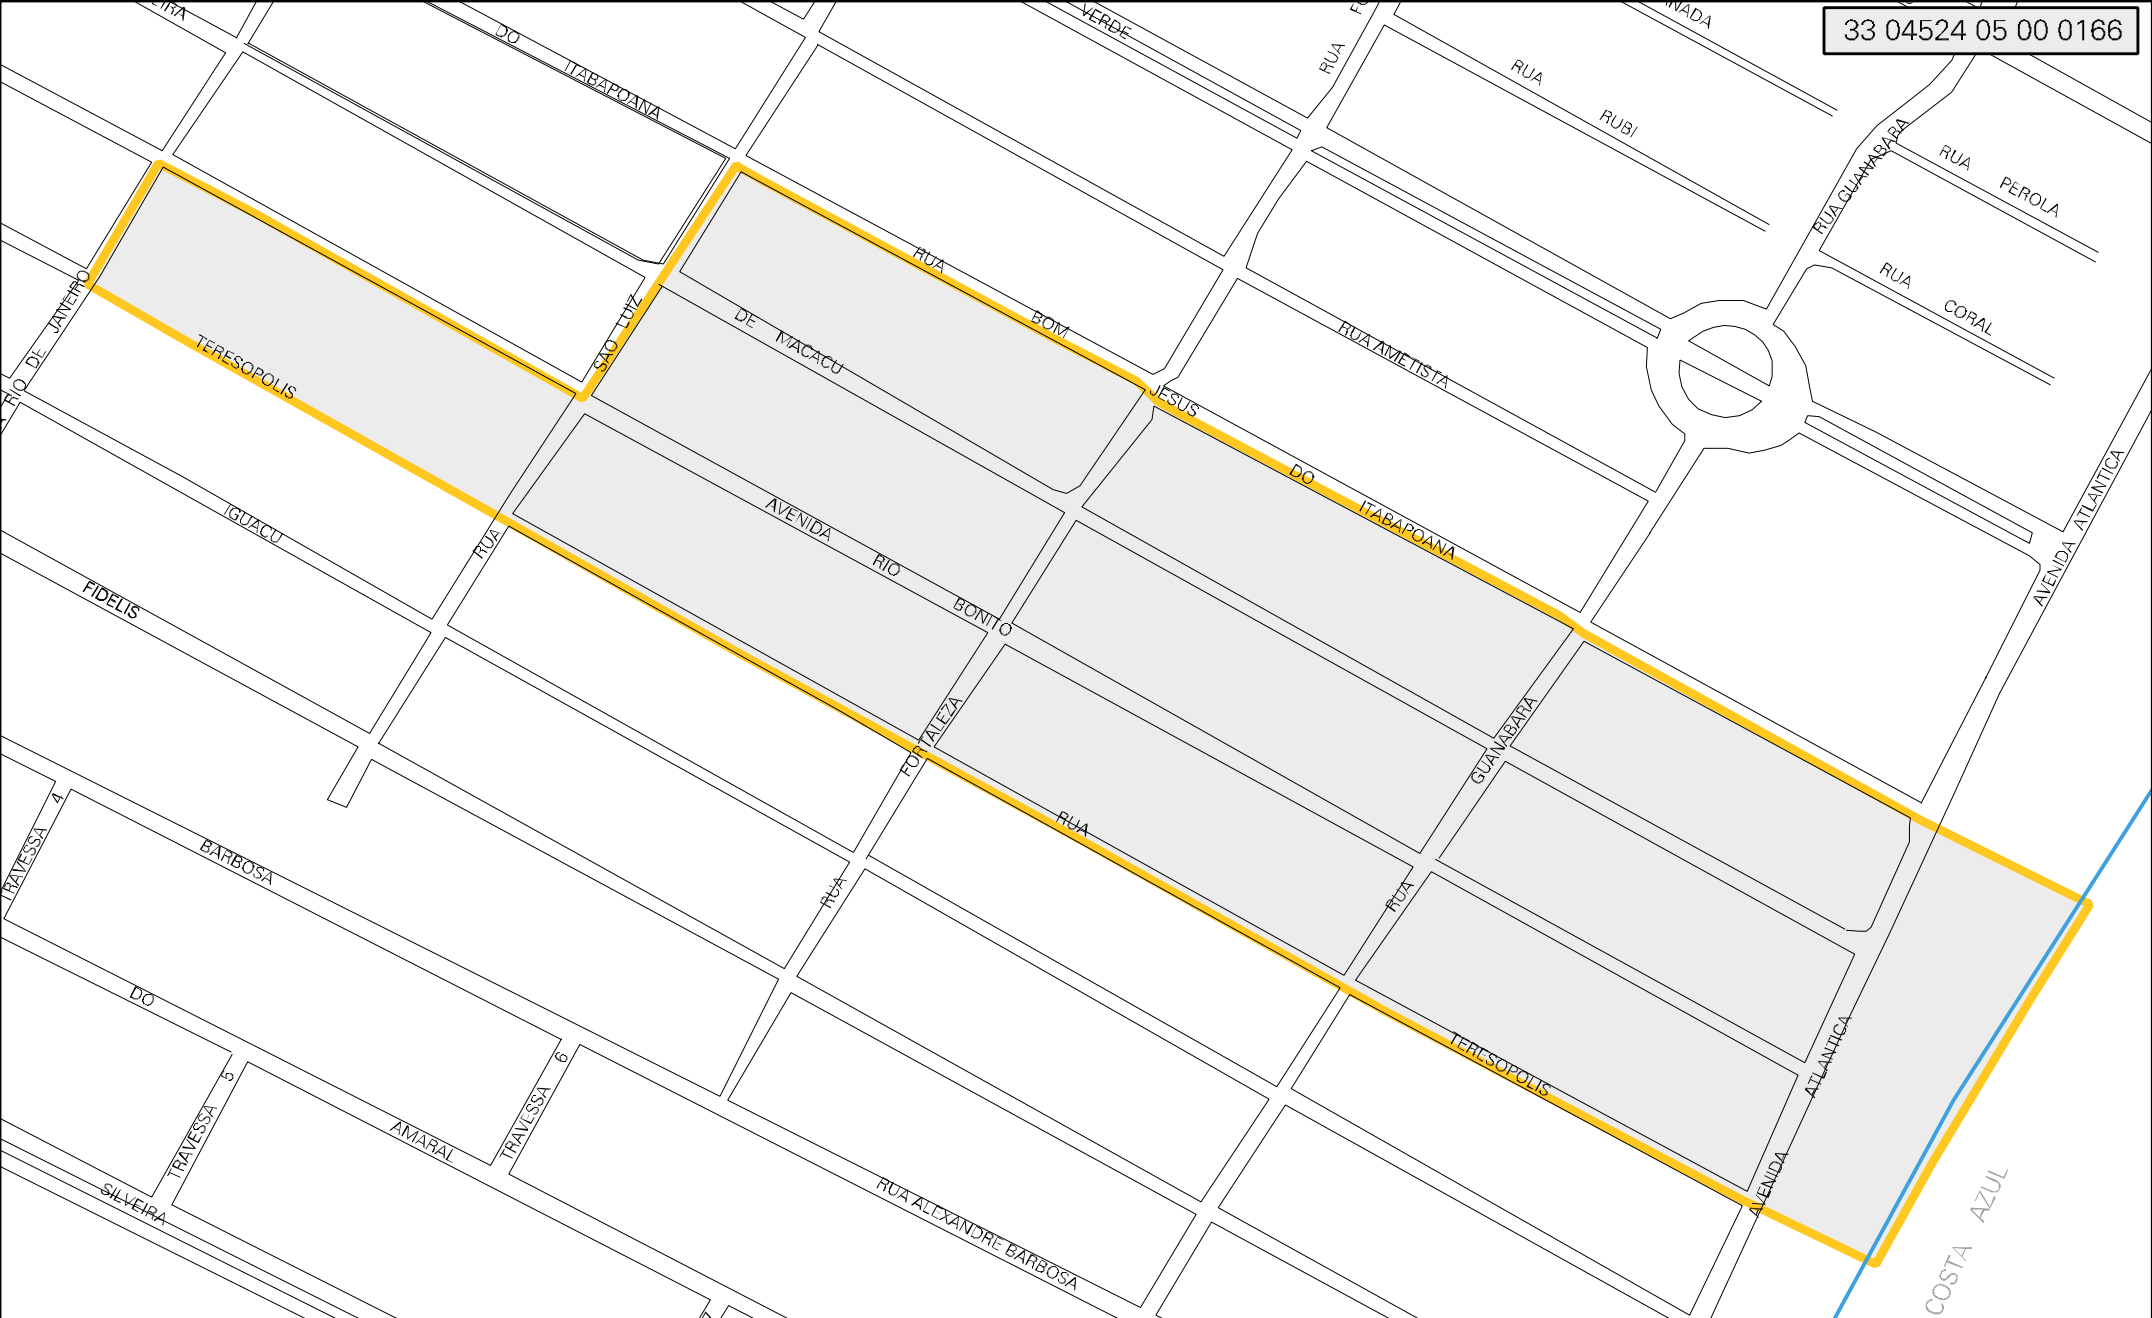 33 04524 05 00 0166
DO
ITABAPOANA
VERDE
RUA
RUA
RUBI
RUA GUANABARA
RUA
PEROLA
RUA
CORAL
RUA
BOM
JESUS
DO
ITABAPOANA
RUA AMETISTA
RIO DE JANEIRO
TERESOPOLIS
SAO LUIZ
DE MACACU
AVENIDA
RIO
BONITO
AVENIDA ATLANTICA
IGUACU
RUA
FIDELIS
FORTALEZA
RUA
GUANABARA
RUA
RUA
TERESOPOLIS
AVENIDA
ATLANTICA
TRAVESSA 4
BARBOSA
DO
AMARAL
TRAVESSA 5
TRAVESSA 6
SILVEIRA
RUA ALEXANDRE BARBOSA
COSTA AZUL